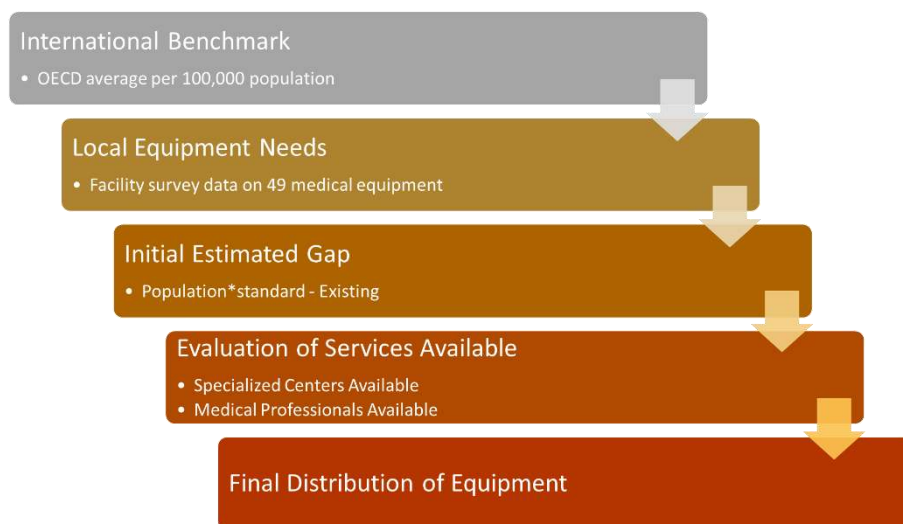 International Benchmark
• OECD average per 100,000 population
Local Equipment Needs
• Facility survey data on 49 medical equipment
Initial Estimated Gap
• Population*standard - Existing
Evaluation of Services Available
• Specialized Centers Available
• Medical Professionals Available
Final Distribution of Equipment